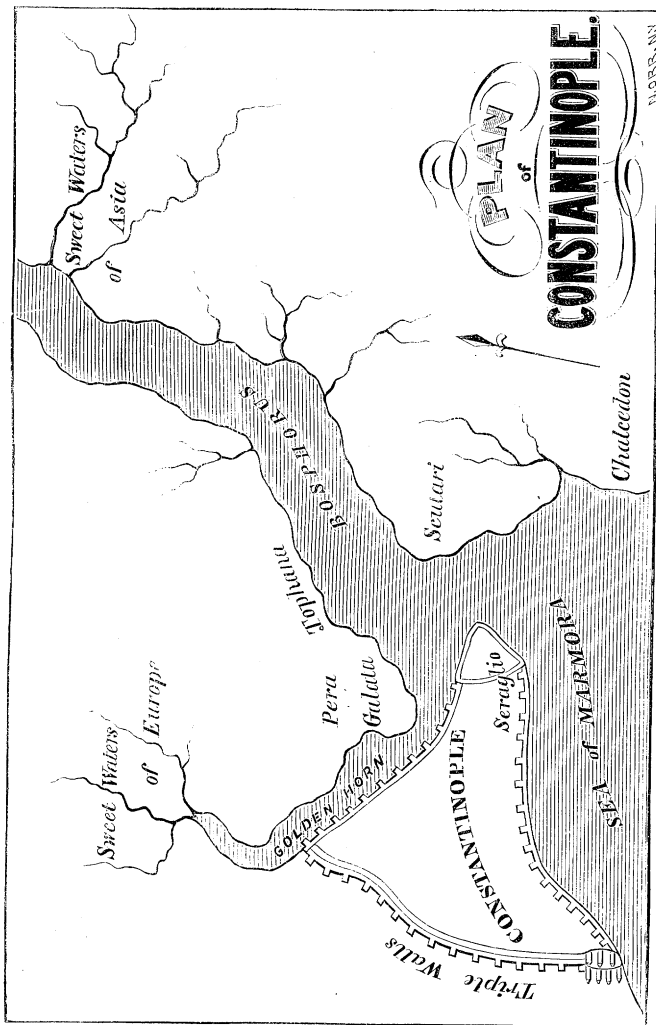 PLAN
of
CONSTANTINOPLE.
N. ORR. N.Y.
Sweet Waters
of Asia
BOSPHORUS
Scutari
Chalcedon
Tophana
Pera
Galata
Sweet Waters
of Europe
GOLDEN HORN
Seraglio
CONSTANTINOPLE
SEA of MARMORA
Triple Walls